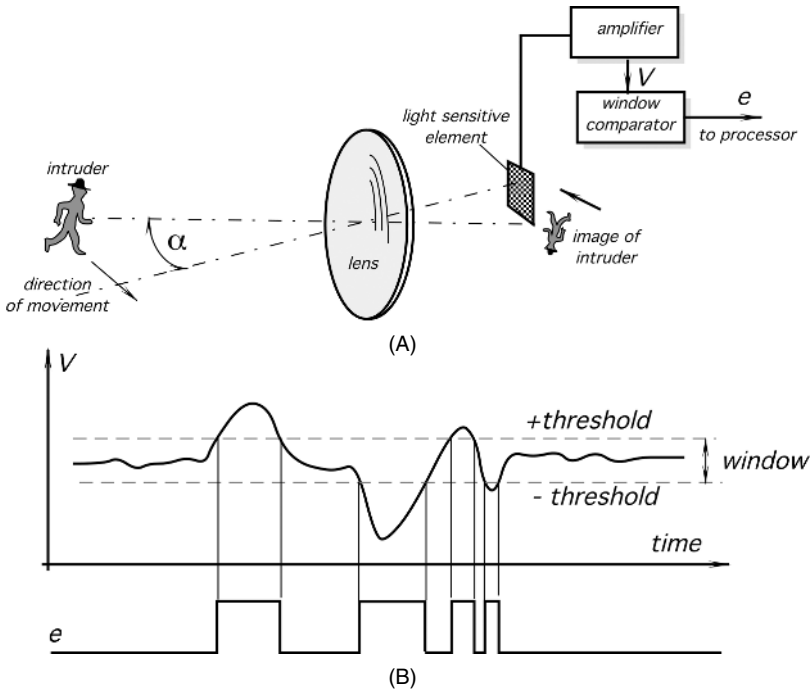 amplifier
V
window
comparator
e
to processor
light sensitive
element
intruder
α
lens
image of
intruder
direction
of movement
(A)
V
+threshold
window
- threshold
time
e
(B)